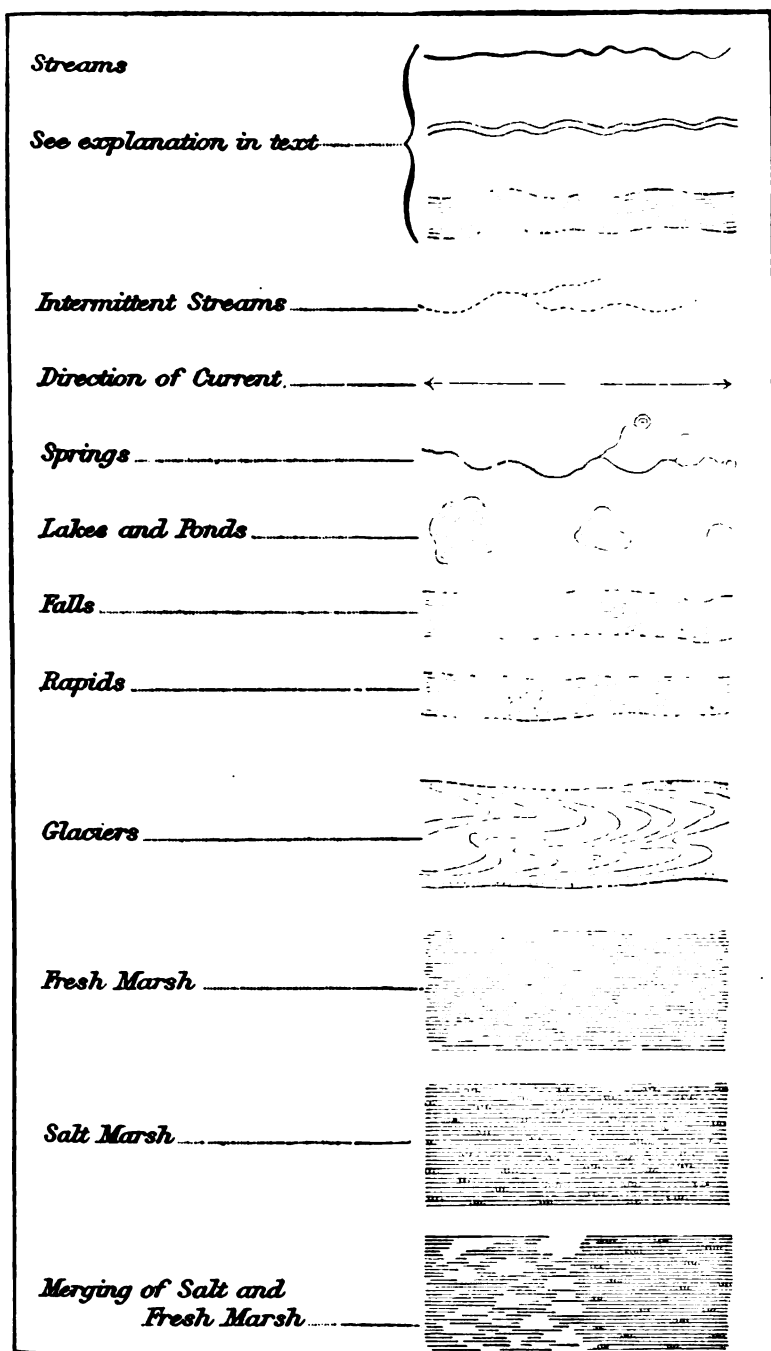 Streams
See explanation in text
Intermittent Streams
Direction of Current
Springs
Lakes and Ponds
Falls
Rapids
Glaciers
Fresh Marsh
Salt Marsh
Merging of Salt and
Fresh Marsh